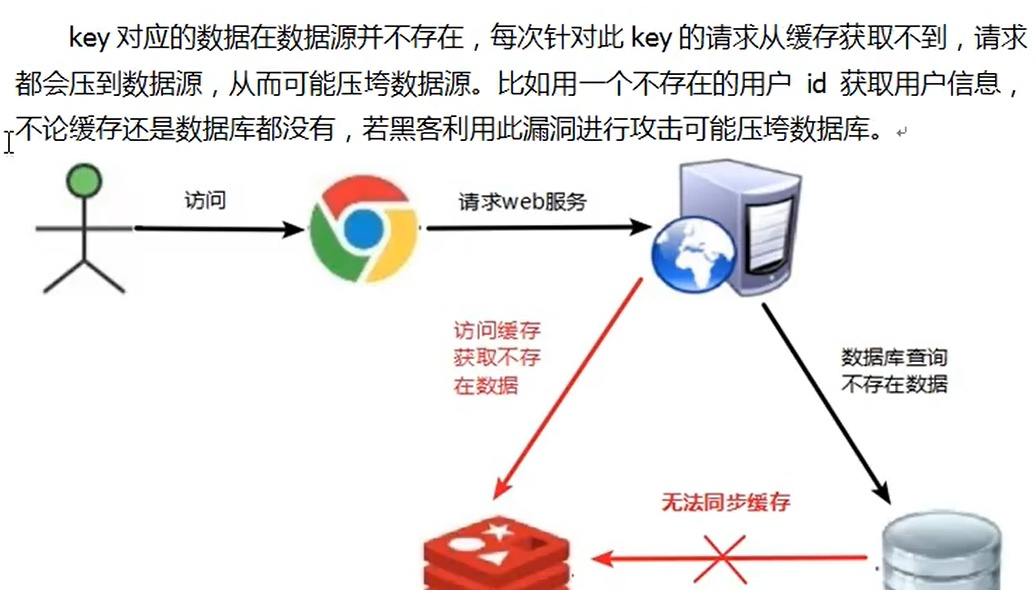 key 对应的数据在数据源并不存在，每次针对此 key 的请求从缓存获取不到，请求
都会压到数据源，从而可能压垮数据源。比如用一个不存在的用户 id 获取用户信息，
不论缓存还是数据库都没有，若黑客利用此漏洞进行攻击可能压垮数据库。
访问
请求web服务
访问缓存
获取不存
在数据
数据库查询
不存在数据
无法同步缓存